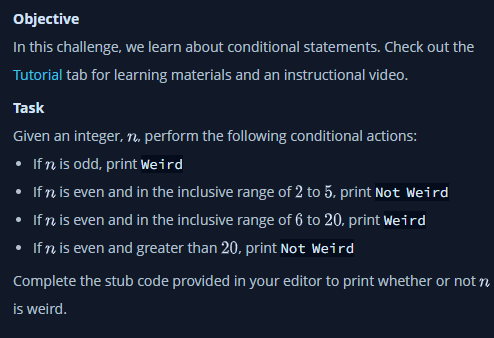 Objective
In this challenge, we learn about conditional statements. Check out the
Tutorial tab for learning materials and an instructional video.
Task
Given an integer, n, perform the following conditional actions:
• If n is odd, print Weird
• If n is even and in the inclusive range of 2 to 5, print Not Weird
• If n is even and in the inclusive range of 6 to 20, print Weird
• If n is even and greater than 20, print Not Weird
Complete the stub code provided in your editor to print whether or not n
is weird.